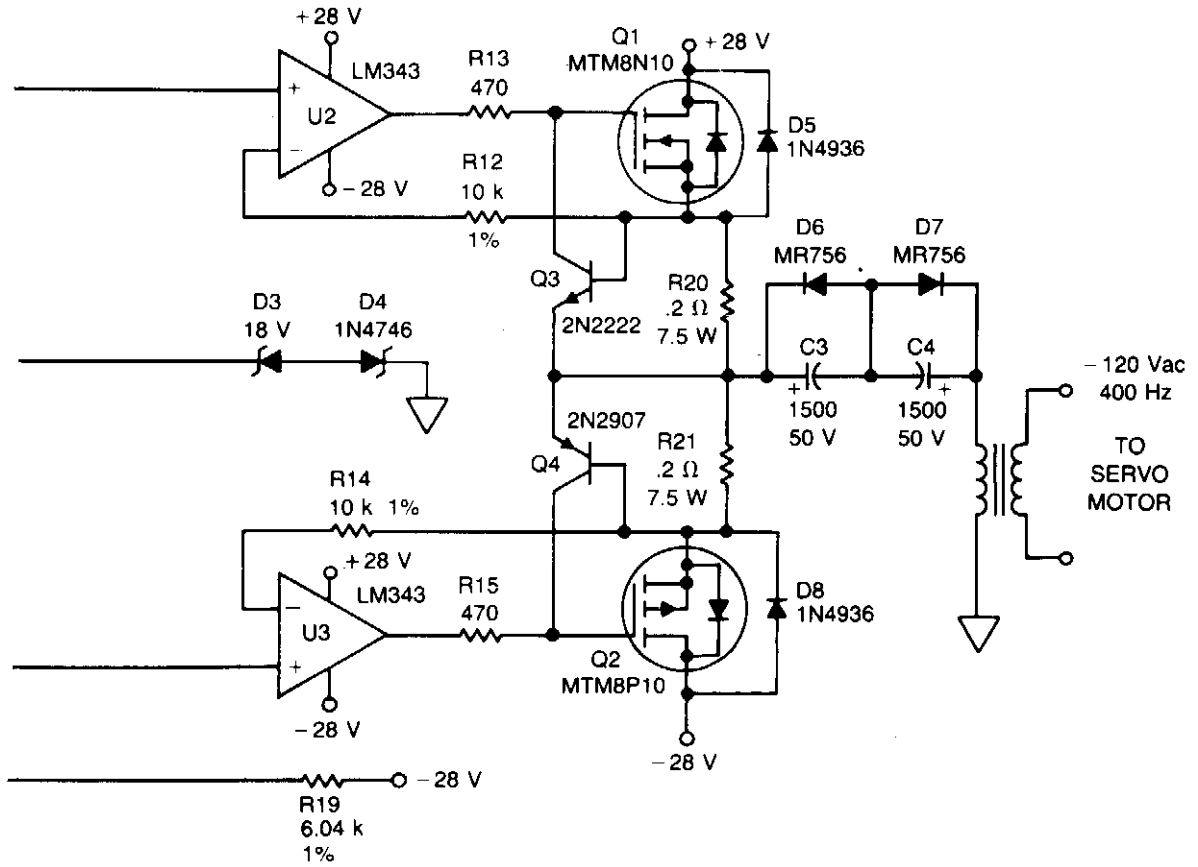 +28 V
LM343
+
U2
−
−28 V
R13
470
R12
10 k
1%
Q1
MTM8N10
+28 V
D5
1N4936
Q3
2N2222
R20
.2 Ω
7.5 W
D6
MR756
D7
MR756
C3
+
1500
50 V
C4
+
1500
50 V
−120 Vac
400 Hz
TO
SERVO
MOTOR
D3
18 V
D4
1N4746
2N2907
Q4
R21
.2 Ω
7.5 W
R14
10 k 1%
+28 V
LM343
−
U3
+
−28 V
R15
470
Q2
MTM8P10
D8
1N4936
−28 V
−28 V
R19
6.04 k
1%